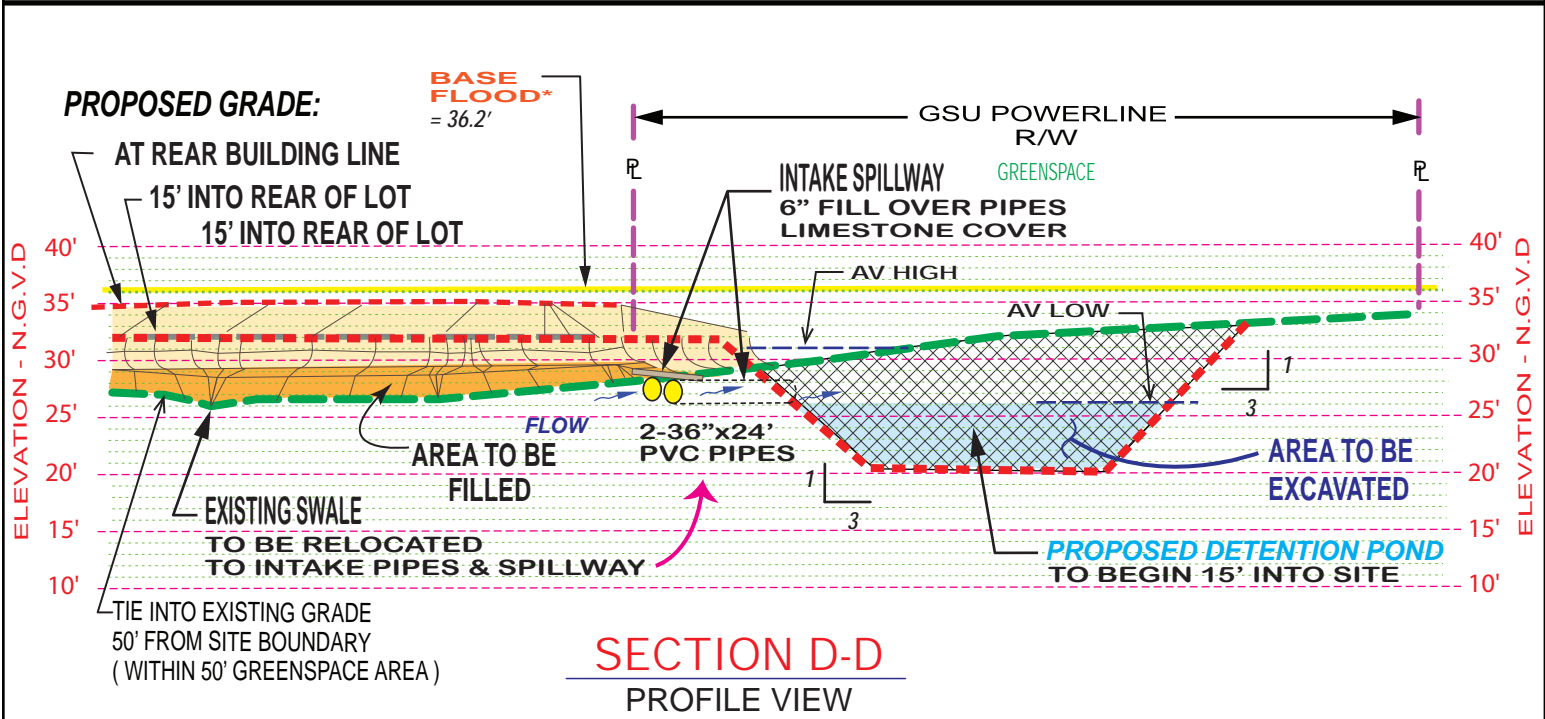 PROPOSED GRADE:
AT REAR BUILDING LINE
15' INTO REAR OF LOT
15' INTO REAR OF LOT
BASE
FLOOD*
= 36.2'
GSU POWERLINE
R/W
PL
PL
GREENSPACE
INTAKE SPILLWAY
6” FILL OVER PIPES
LIMESTONE COVER
AV HIGH
AV LOW
ELEVATION - N.G.V.D
40'
35'
30'
25'
20'
15'
10'
40'
35'
30'
25'
20'
15'
10'
ELEVATION - N.G.V.D
1
3
FLOW
2-36”x24'
PVC PIPES
AREA TO BE
FILLED
AREA TO BE
EXCAVATED
1
3
EXISTING SWALE
TO BE RELOCATED
TO INTAKE PIPES & SPILLWAY
PROPOSED DETENTION POND
TO BEGIN 15' INTO SITE
TIE INTO EXISTING GRADE
50' FROM SITE BOUNDARY
( WITHIN 50' GREENSPACE AREA )
SECTION D-D
PROFILE VIEW